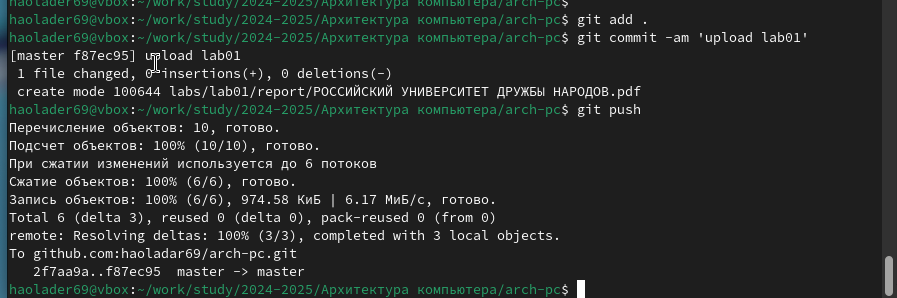 haolader69@vbox:~/work/study/2024-2025/Архитектура компьютера/arch-pc$
haolader69@vbox:~/work/study/2024-2025/Архитектура компьютера/arch-pc$ git add .
haolader69@vbox:~/work/study/2024-2025/Архитектура компьютера/arch-pc$ git commit -am 'upload lab01'
[master f87ec95] upload lab01
 1 file changed, 0 insertions(+), 0 deletions(-)
 create mode 100644 labs/lab01/report/РОССИЙСКИЙ УНИВЕРСИТЕТ ДРУЖБЫ НАРОДОВ.pdf
haolader69@vbox:~/work/study/2024-2025/Архитектура компьютера/arch-pc$ git push
Перечисление объектов: 10, готово.
Подсчет объектов: 100% (10/10), готово.
При сжатии изменений используется до 6 потоков
Сжатие объектов: 100% (6/6), готово.
Запись объектов: 100% (6/6), 974.58 КиБ | 6.17 МиБ/с, готово.
Total 6 (delta 3), reused 0 (delta 0), pack-reused 0 (from 0)
remote: Resolving deltas: 100% (3/3), completed with 3 local objects.
To github.com:haoladar69/arch-pc.git
   2f7aa9a..f87ec95  master -> master
haolader69@vbox:~/work/study/2024-2025/Архитектура компьютера/arch-pc$